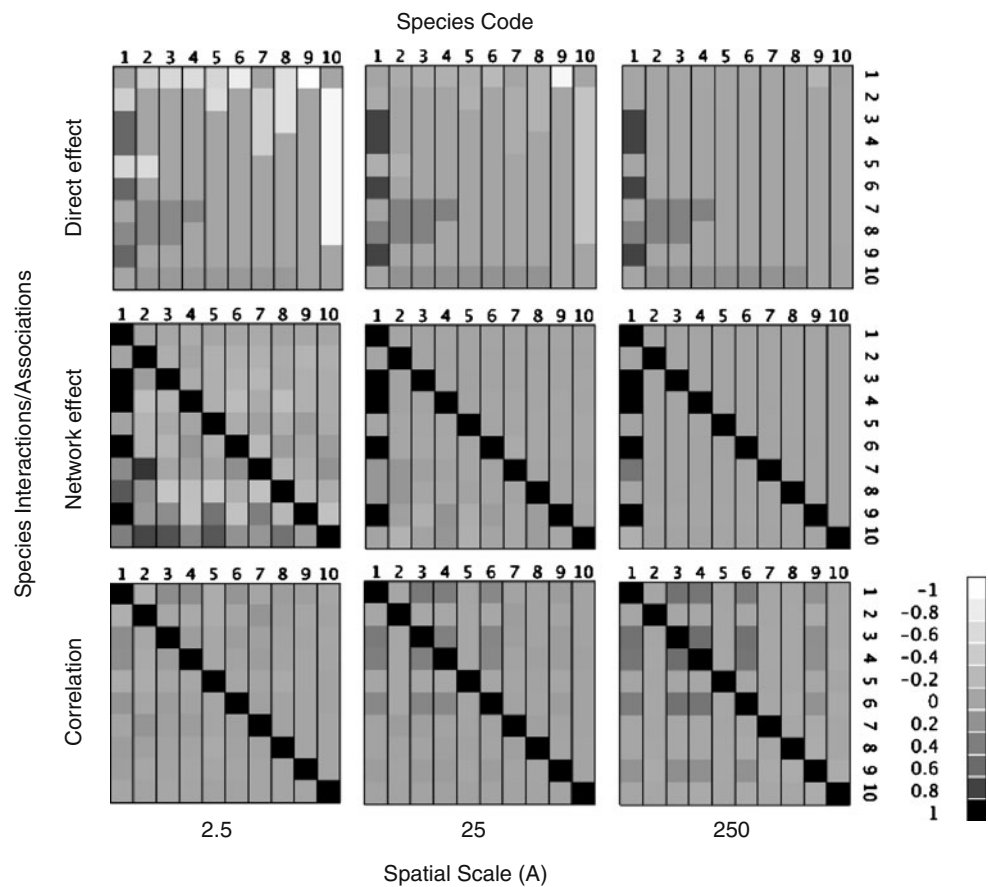 Species Code
1 2 3 4 5 6 7 8 9 10
1 2 3 4 5 6 7 8 9 10
1 2 3 4 5 6 7 8 9 10
1 2 3 4 5 6 7 8 9 10
Direct effect
1 2 3 4 5 6 7 8 9 10
1 2 3 4 5 6 7 8 9 10
1 2 3 4 5 6 7 8 9 10
1 2 3 4 5 6 7 8 9 10
Species Interactions/Associations
Network effect
1 2 3 4 5 6 7 8 9 10
1 2 3 4 5 6 7 8 9 10
1 2 3 4 5 6 7 8 9 10
1 2 3 4 5 6 7 8 9 10
Correlation
-1
-0.8
-0.6
-0.4
-0.2
0
0.2
0.4
0.6
0.8
1
2.5
25
250
Spatial Scale (A)